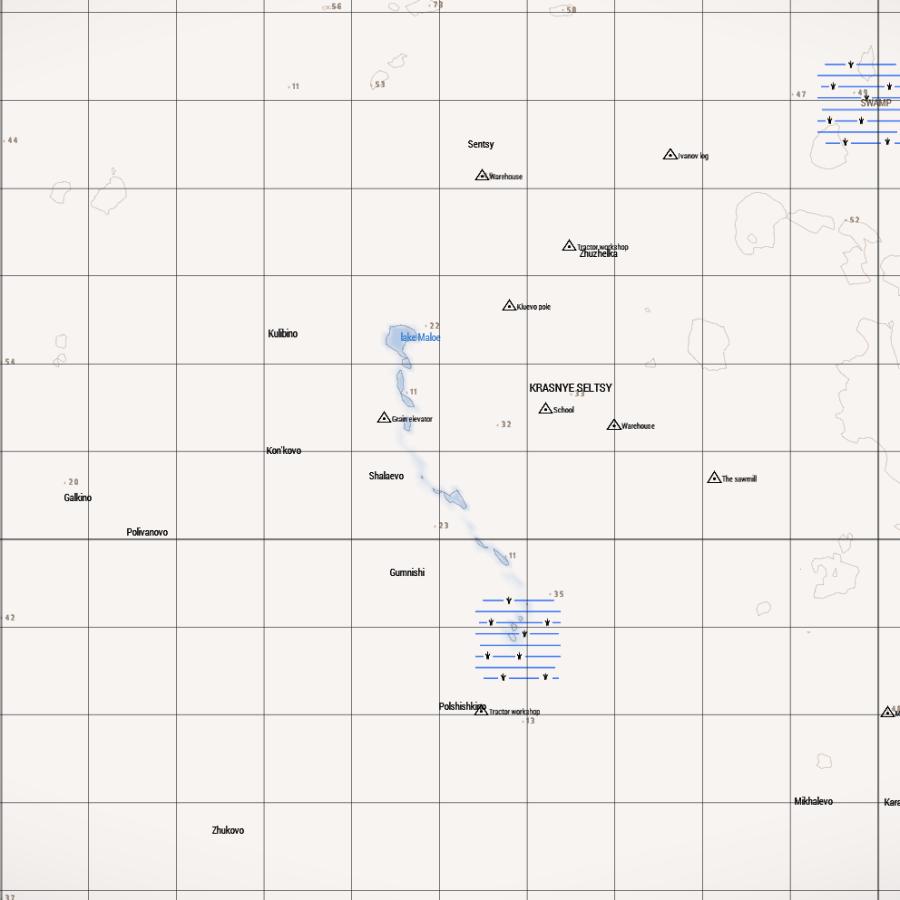 56
73
58
53
11
47
49
SWAMP
44
Sentsy
Ivanov log
Warehouse
52
Tractor workshop
Zhuzhelka
Kluevo pole
22
Kulibino
lake Maloe
54
KRASNYE SELTSY
11
33
School
Grain elevator
32
Warehouse
Kon'kovo
Shalaevo
The sawmill
20
Galkino
23
Polivanovo
11
Gumnishi
35
42
Polshishkino
Tractor workshop
13
Mikhalevo
Kara
Zhukovo
37